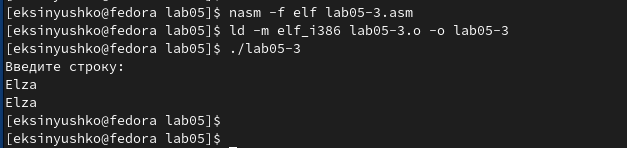 [eksinyushko@fedora lab05]$ nasm -f elf lab05-3.asm
[eksinyushko@fedora lab05]$ ld -m elf_i386 lab05-3.o -o lab05-3
[eksinyushko@fedora lab05]$ ./lab05-3
Введите строку:
Elza
Elza
[eksinyushko@fedora lab05]$
[eksinyushko@fedora lab05]$